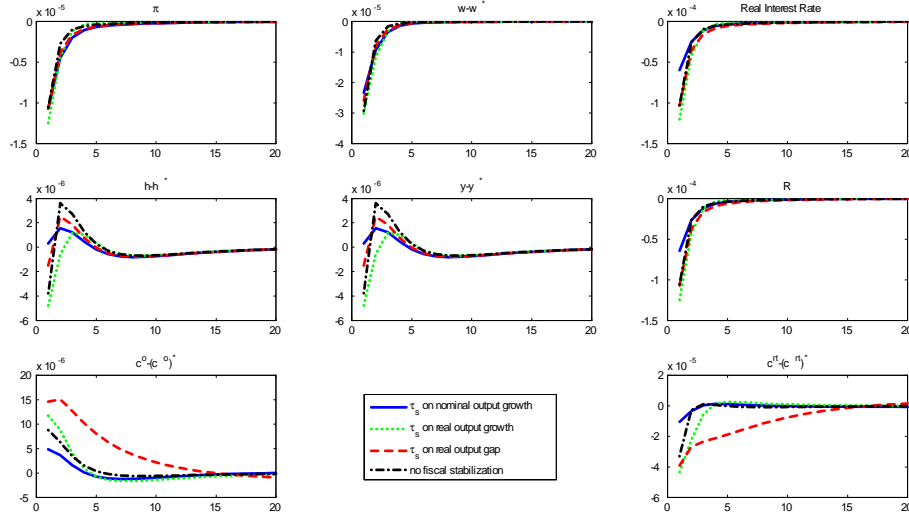 π
w-w*
Real Interest Rate
x 10⁻⁵
x 10⁻⁵
x 10⁻⁴
0
-0.5
-1
-1.5
0
-1
-2
-3
-4
0
-0.5
-1
-1.5
0 5 10 15 20
0 5 10 15 20
0 5 10 15 20
h-h*
y-y*
R
x 10⁻⁶
x 10⁻⁶
x 10⁻⁴
4
2
0
-2
-4
-6
4
2
0
-2
-4
-6
0
-0.5
-1
-1.5
0 5 10 15 20
0 5 10 15 20
0 5 10 15 20
cᵒ-(cᵒ)*
cʳᵗ-(cʳᵗ)*
x 10⁻⁶
x 10⁻⁵
20
15
10
5
0
-5
2
0
-2
-4
-6
0 5 10 15 20
0 5 10 15 20
τₛ on nominal output growth
τₛ on real output growth
τₛ on real output gap
no fiscal stabilization